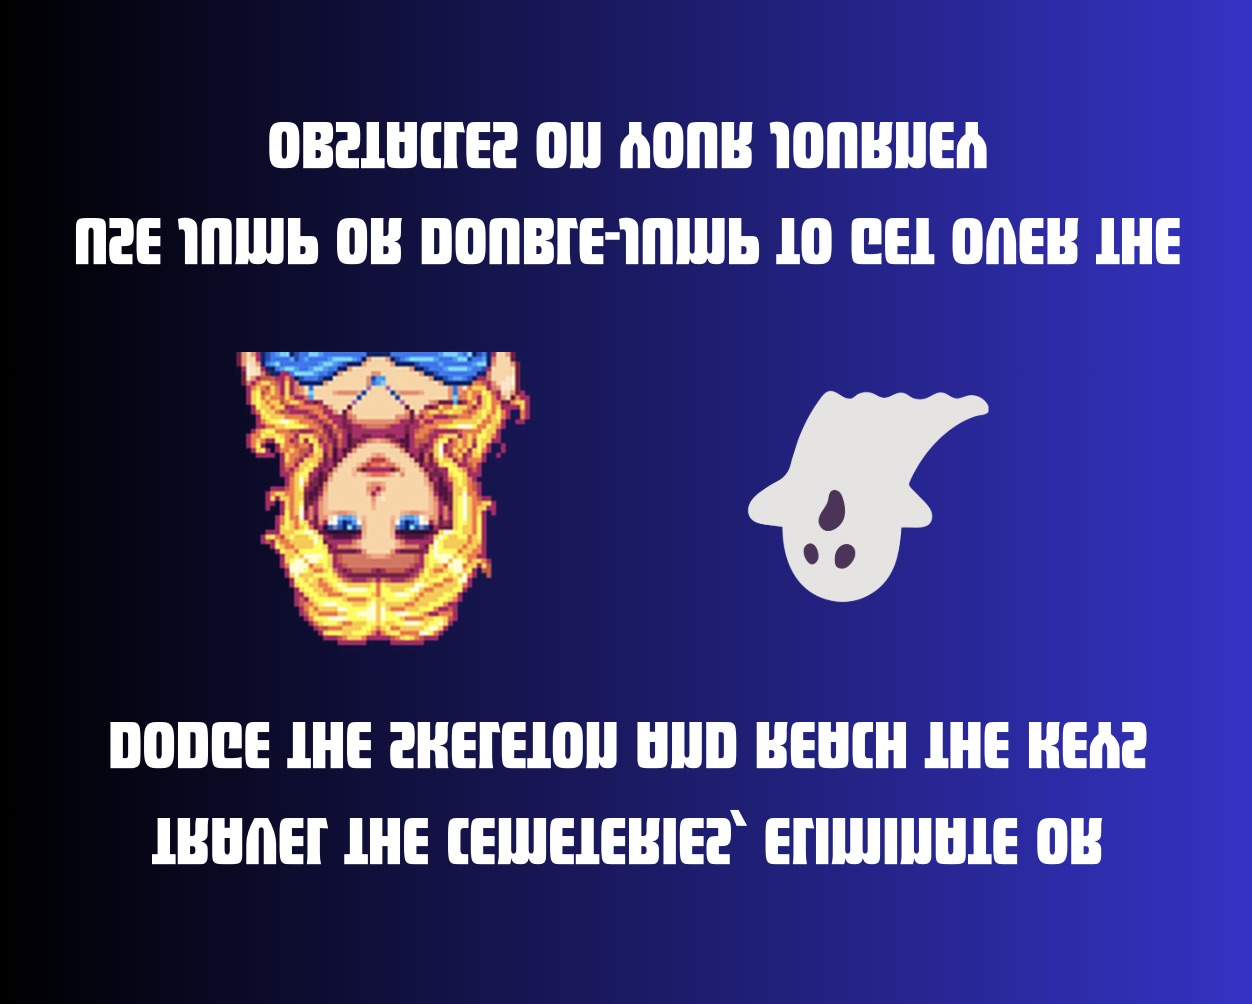 TRAVEL THE CEMETERIES, ELIMINATE OR
DODGE THE SKELETON AND REACH THE KEYS
USE JUMP OR DOUBLE-JUMP TO GET OVER THE
OBSTACLES ON YOUR JOURNEY